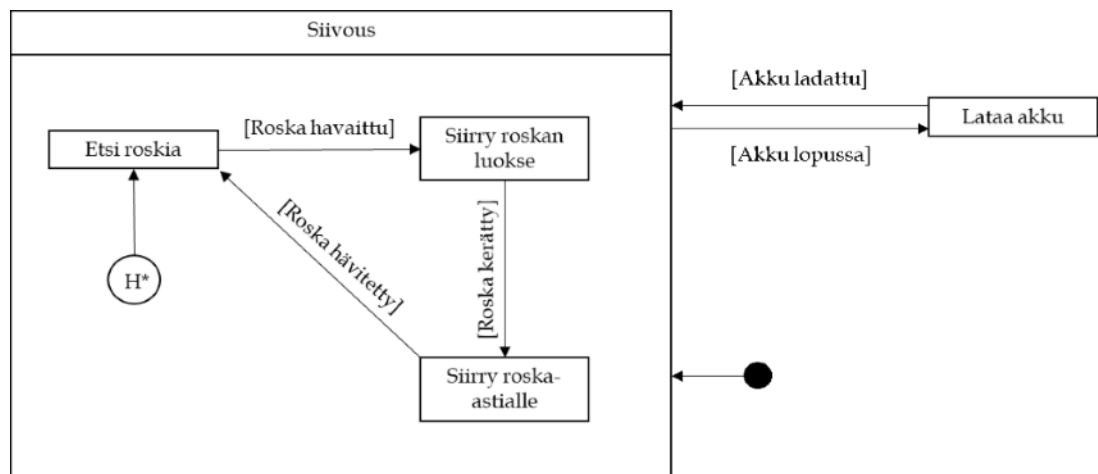 Siivous
[Akku ladattu]
Lataa akku
[Akku lopussa]
Etsi roskia
[Roska havaittu]
Siirry roskan
luokse
[Roska hävitetty]
[Roska kerätty]
H*
Siirry roska-
astialle